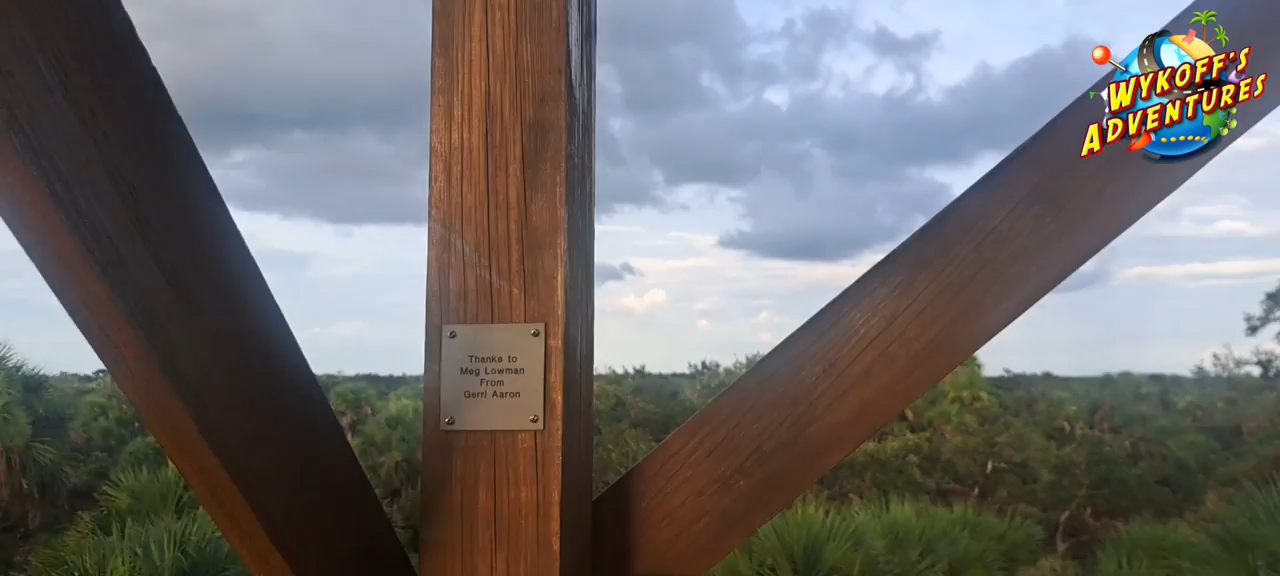 WYKOFF'S
ADVENTURES
Thanks to
Meg Lowman
From
Gerri Aaron